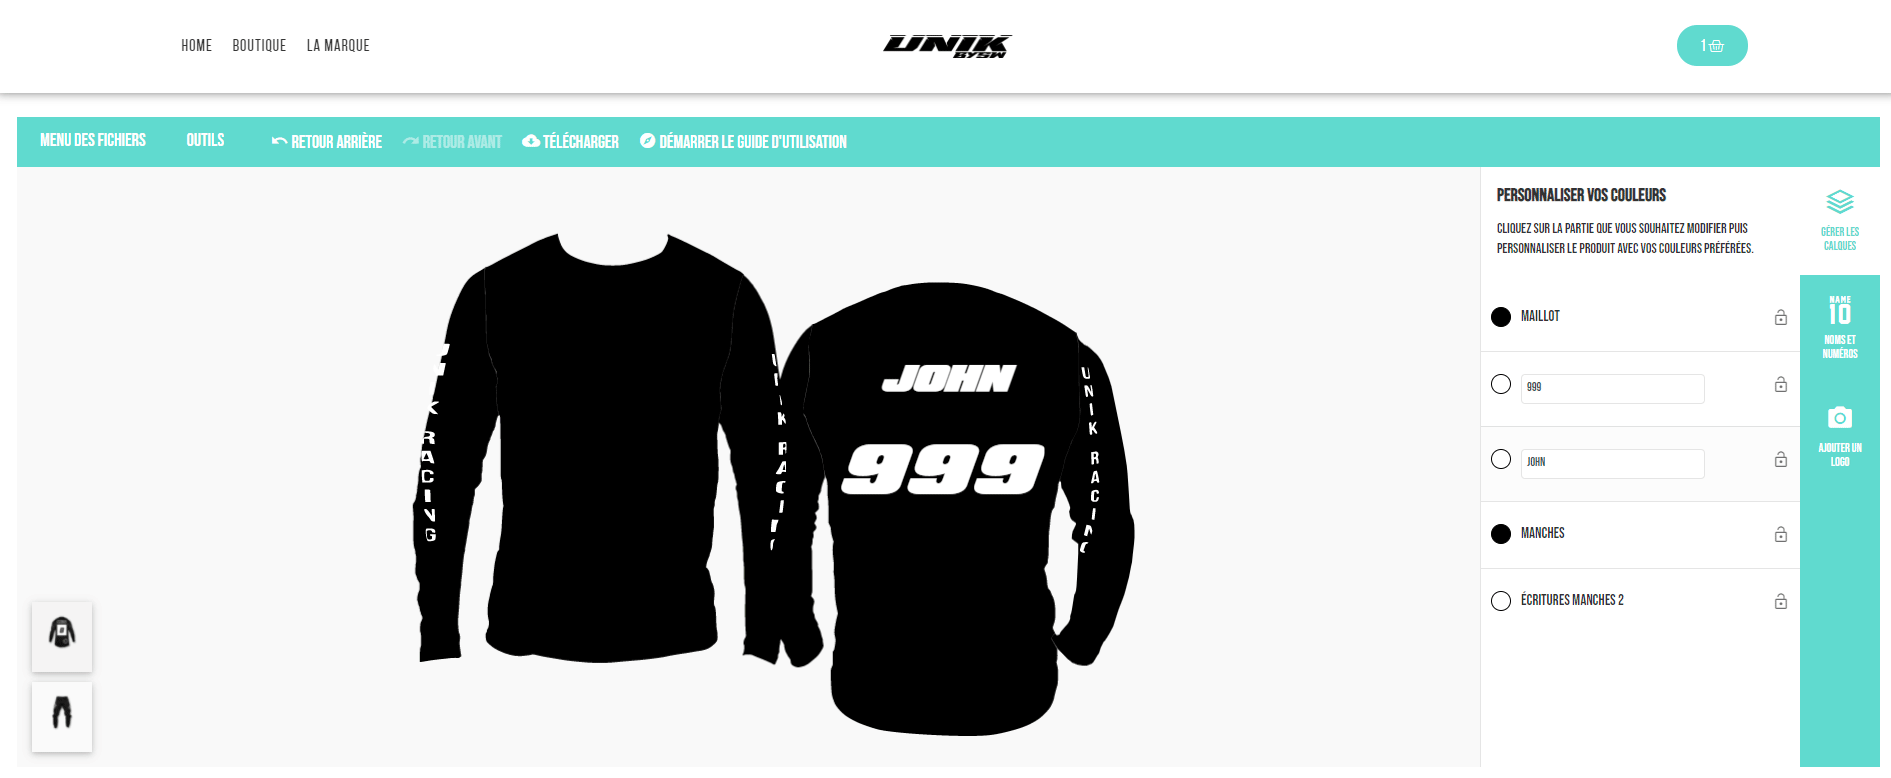 HOME BOUTIQUE LA MARQUE
UNIK
BYSW
1
MENU DES FICHIERS OUTILS RETOUR ARRIÈRE RETOUR AVANT TÉLÉCHARGER DÉMARRER LE GUIDE D'UTILISATION
PERSONNALISER VOS COULEURS
CLIQUEZ SUR LA PARTIE QUE VOUS SOUHAITEZ MODIFIER PUIS
PERSONNALISER LE PRODUIT AVEC VOS COULEURS PRÉFÉRÉES.
MAILLOT
999
JOHN
MANCHES
ÉCRITURES MANCHES 2
GÉRER LES
CALQUES
NAME
10
NOMS ET
NUMÉROS
AJOUTER UN
LOGO
RACING
UNIK RACING
JOHN
999
UNIK RACING